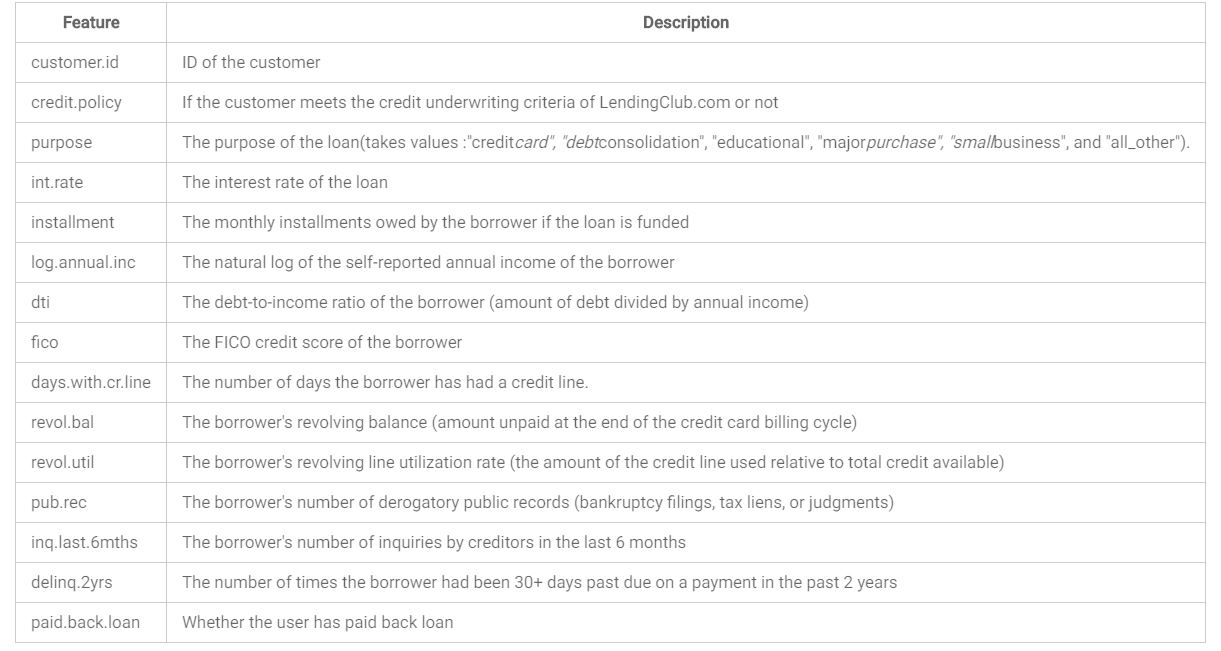 Feature Description
customer.id ID of the customer
credit.policy If the customer meets the credit underwriting criteria of LendingClub.com or not
purpose The purpose of the loan(takes values :"creditcard", "debtconsolidation", "educational", "majorpurchase", "smallbusiness", and "all_other").
int.rate The interest rate of the loan
installment The monthly installments owed by the borrower if the loan is funded
log.annual.inc The natural log of the self-reported annual income of the borrower
dti The debt-to-income ratio of the borrower (amount of debt divided by annual income)
fico The FICO credit score of the borrower
days.with.cr.line The number of days the borrower has had a credit line.
revol.bal The borrower's revolving balance (amount unpaid at the end of the credit card billing cycle)
revol.util The borrower's revolving line utilization rate (the amount of the credit line used relative to total credit available)
pub.rec The borrower's number of derogatory public records (bankruptcy filings, tax liens, or judgments)
inq.last.6mths The borrower's number of inquiries by creditors in the last 6 months
delinq.2yrs The number of times the borrower had been 30+ days past due on a payment in the past 2 years
paid.back.loan Whether the user has paid back loan